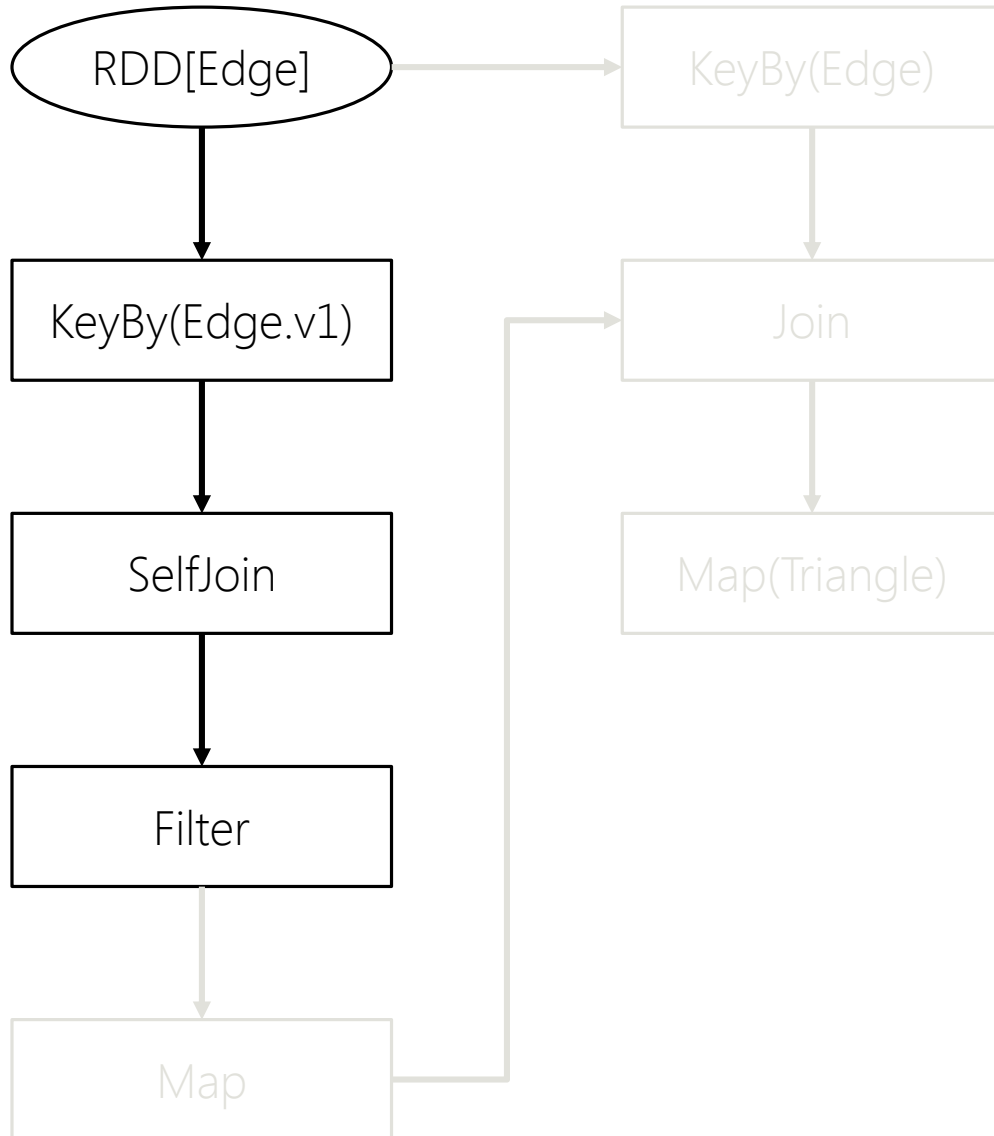 RDD[Edge]
KeyBy(Edge)
KeyBy(Edge.v1)
Join
SelfJoin
Map(Triangle)
Filter
Map